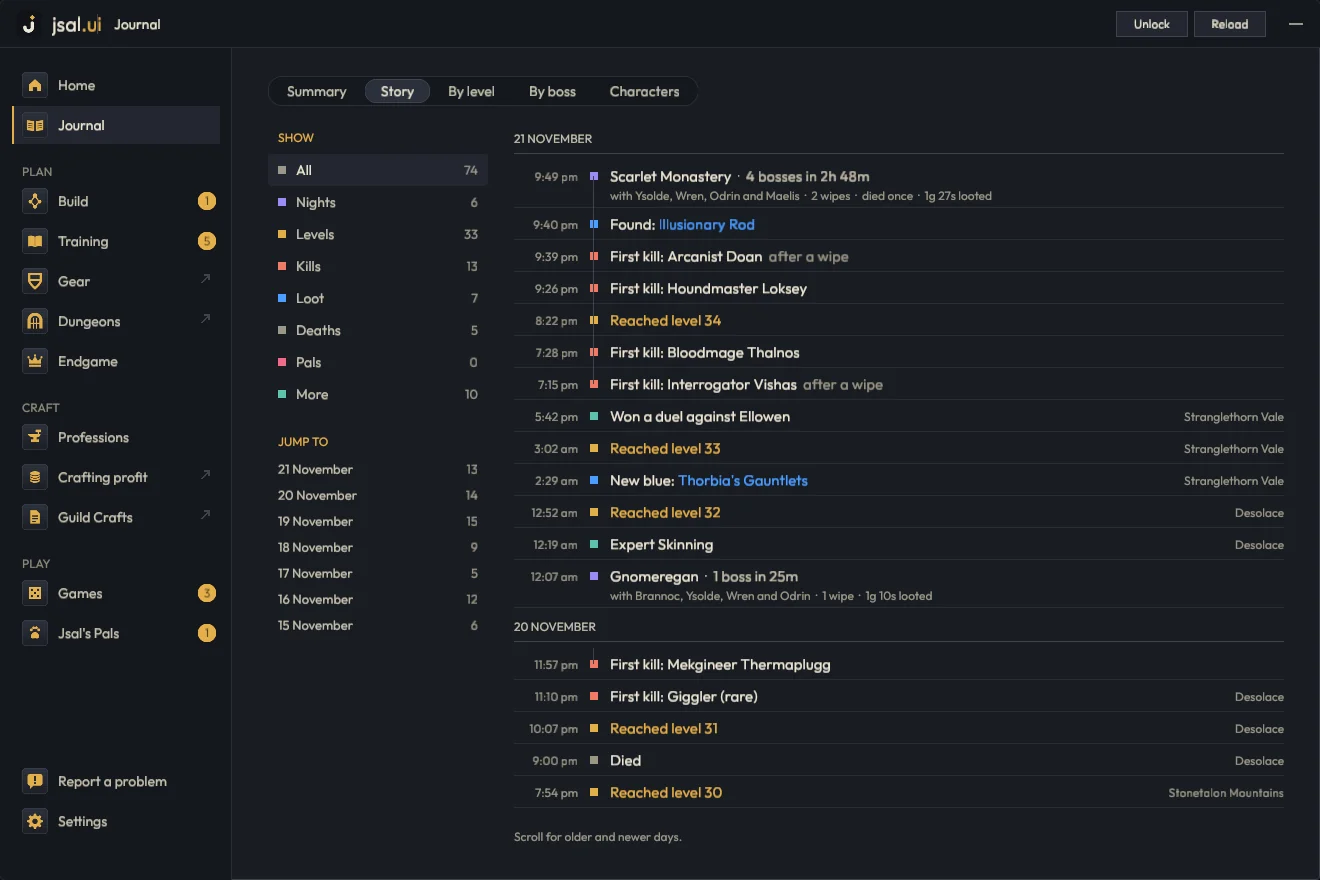 jsal.ui Journal
Unlock
Reload
Home
Journal
PLAN
Build 1
Training 5
Gear
Dungeons
Endgame
CRAFT
Professions
Crafting profit
Guild Crafts
PLAY
Games 3
Jsal's Pals 1
Report a problem
Settings
Summary Story By level By boss Characters
SHOW
All 74
Nights 6
Levels 33
Kills 13
Loot 7
Deaths 5
Pals 0
More 10
JUMP TO
21 November 13
20 November 14
19 November 15
18 November 9
17 November 5
16 November 12
15 November 6
21 NOVEMBER
9:49 pm Scarlet Monastery · 4 bosses in 2h 48m
with Ysolde, Wren, Odrin and Maelis · 2 wipes · died once · 1g 27s looted
9:40 pm Found: Illusionary Rod
9:39 pm First kill: Arcanist Doan after a wipe
9:26 pm First kill: Houndmaster Loksey
8:22 pm Reached level 34
7:28 pm First kill: Bloodmage Thalnos
7:15 pm First kill: Interrogator Vishas after a wipe
5:42 pm Won a duel against Ellowen Stranglethorn Vale
3:02 am Reached level 33 Stranglethorn Vale
2:29 am New blue: Thorbia's Gauntlets Stranglethorn Vale
12:52 am Reached level 32 Desolace
12:19 am Expert Skinning Desolace
12:07 am Gnomeregan · 1 boss in 25m
with Brannoc, Ysolde, Wren and Odrin · 1 wipe · 1g 10s looted
20 NOVEMBER
11:57 pm First kill: Mekgineer Thermaplugg
11:10 pm First kill: Giggler (rare) Desolace
10:07 pm Reached level 31 Desolace
9:00 pm Died Desolace
7:54 pm Reached level 30 Stonetalon Mountains
Scroll for older and newer days.